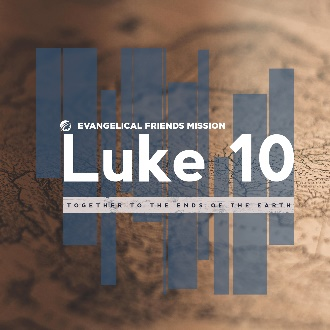 EVANGELICAL FRIENDS MISSION
Luke 10
TOGETHER TO THE ENDS OF THE EARTH